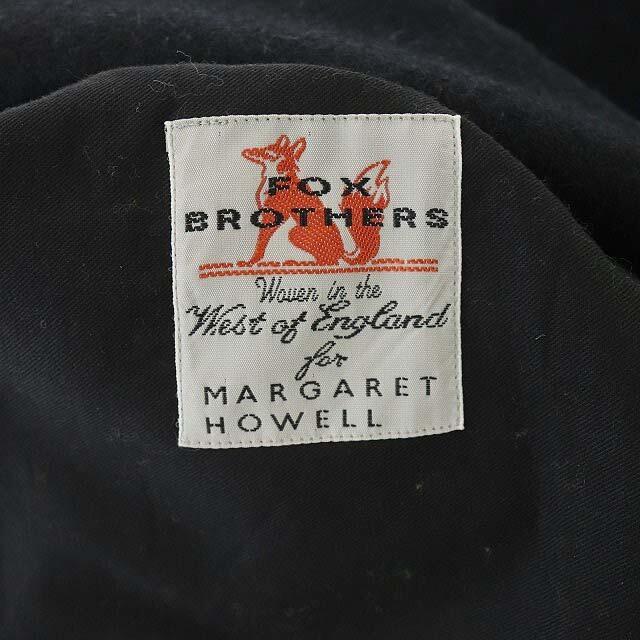 FOX
BROTHERS
Woven in the
West of England
for
MARGARET
HOWELL